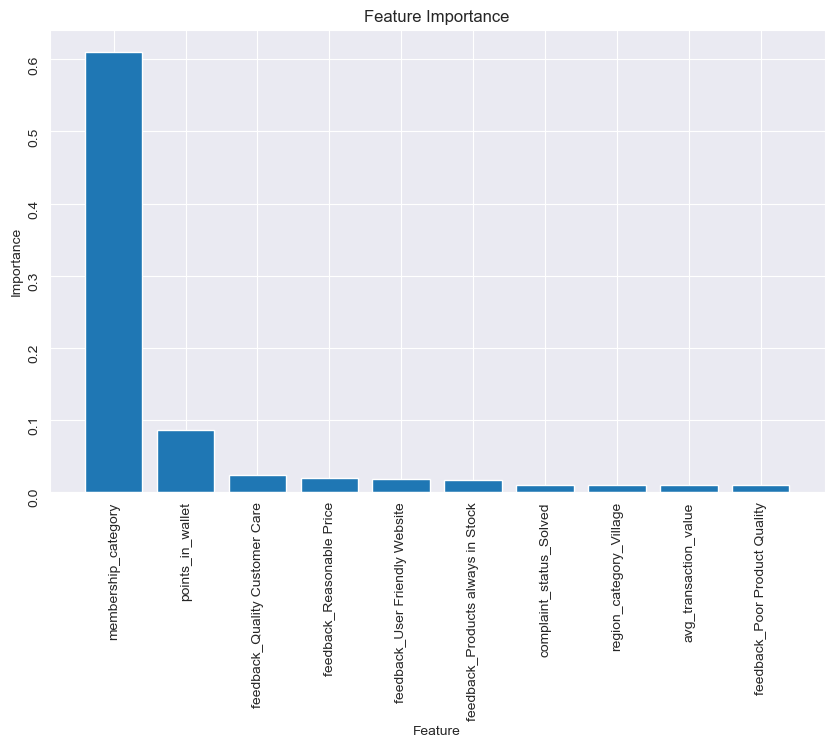 Feature Importance
Importance
0.6
0.5
0.4
0.3
0.2
0.1
0.0
membership_category
points_in_wallet
feedback_Quality Customer Care
feedback_Reasonable Price
feedback_User Friendly Website
feedback_Products always in Stock
complaint_status_Solved
region_category_Village
avg_transaction_value
feedback_Poor Product Quality
Feature